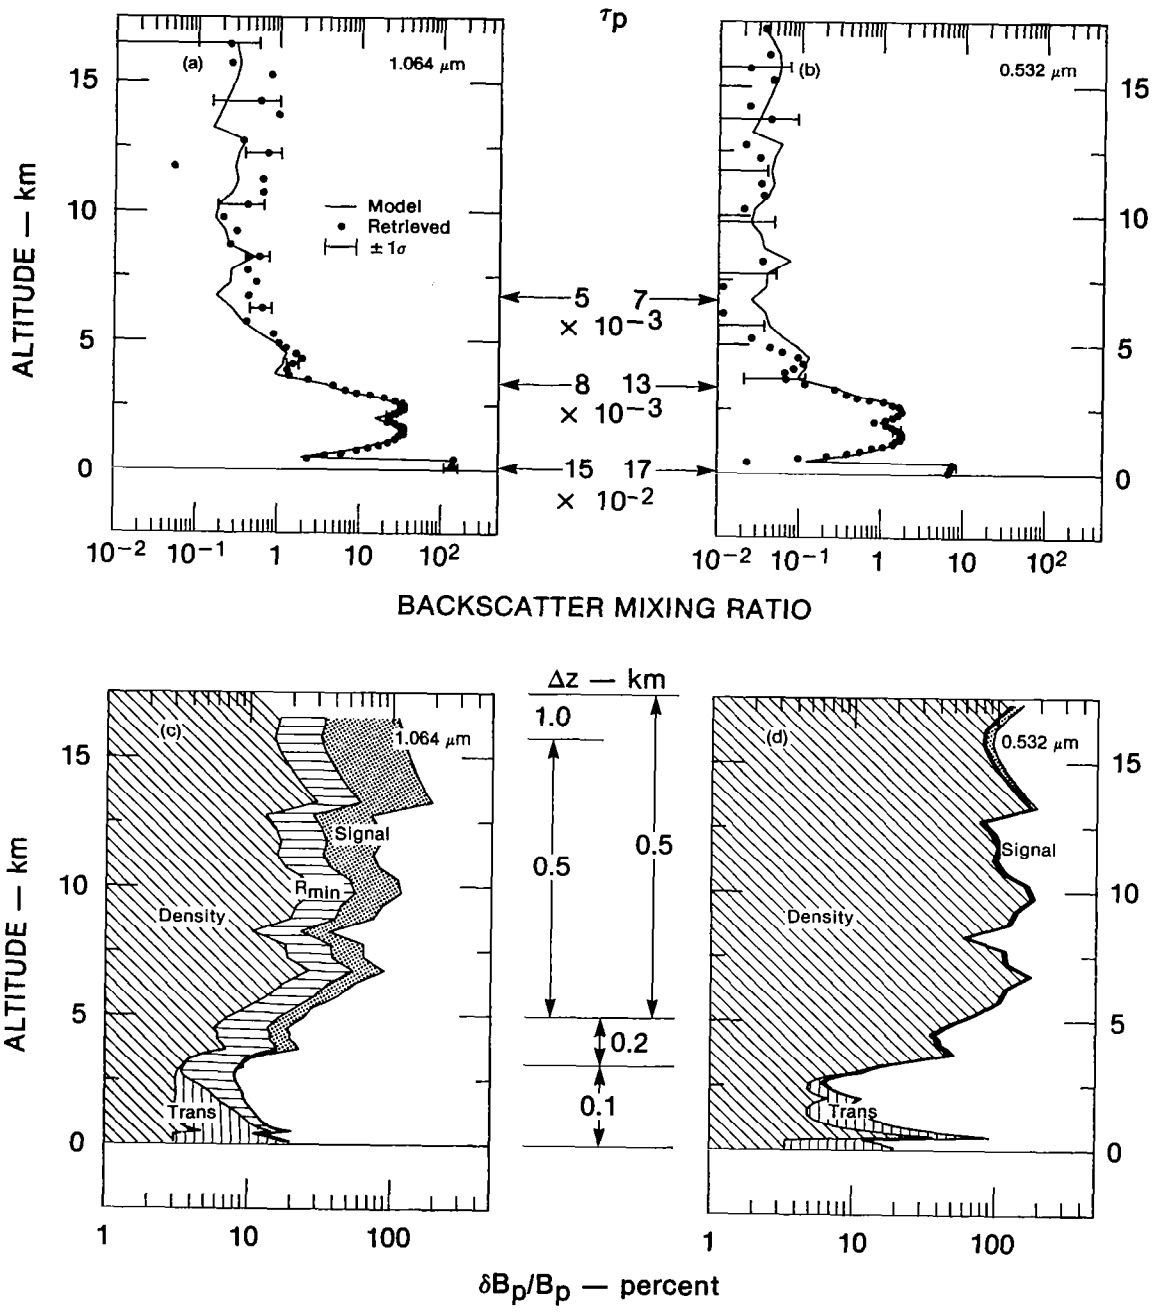 τp
(a)
1.064 μm
(b)
0.532 μm
15
10
5
0
ALTITUDE — km
Model
Retrieved
± 1σ
5 7
× 10−3
8 13
× 10−3
15 17
× 10−2
15
10
5
0
10−2 10−1 1 10 102
10−2 10−1 1 10 102
BACKSCATTER MIXING RATIO
Δz — km
1.0
0.5
0.5
0.2
0.1
(c)
1.064 μm
Signal
Rmin
Density
Trans
15
10
5
0
ALTITUDE — km
(d)
0.532 μm
Signal
Density
Trans
15
10
5
0
1 10 100
1 10 100
δBp/Bp — percent